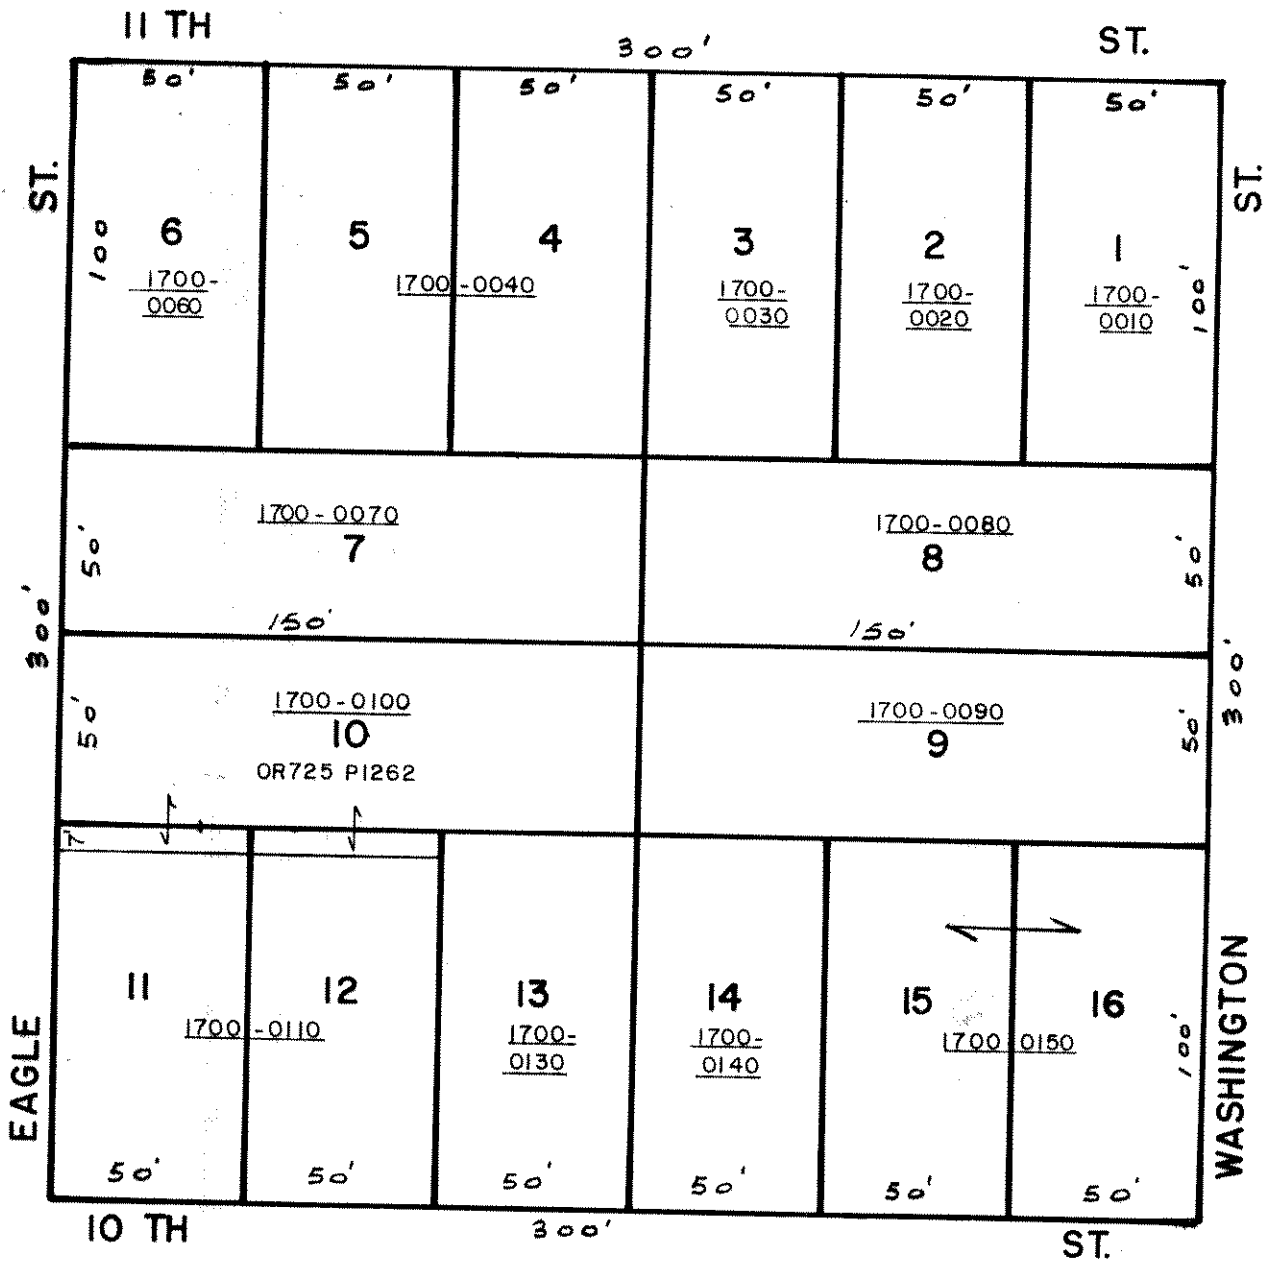 11 TH
300'
ST.
50' 50' 50' 50' 50' 50'
ST.
ST.
100
6 5 4 3 2 1
100'
1700-
0060
1700-0040
1700-
0030
1700-
0020
1700-
0010
1700-0070
7
50'
150'
1700-0080
8
50'
150'
300'
300'
1700-0100
10
OR725 P1262
50'
1700-0090
9
50'
7'
11 12 13 14 15 16
1700-0110
1700-
0130
1700-
0140
1700 0150
100'
EAGLE
WASHINGTON
50' 50' 50' 50' 50' 50'
10 TH
300'
ST.